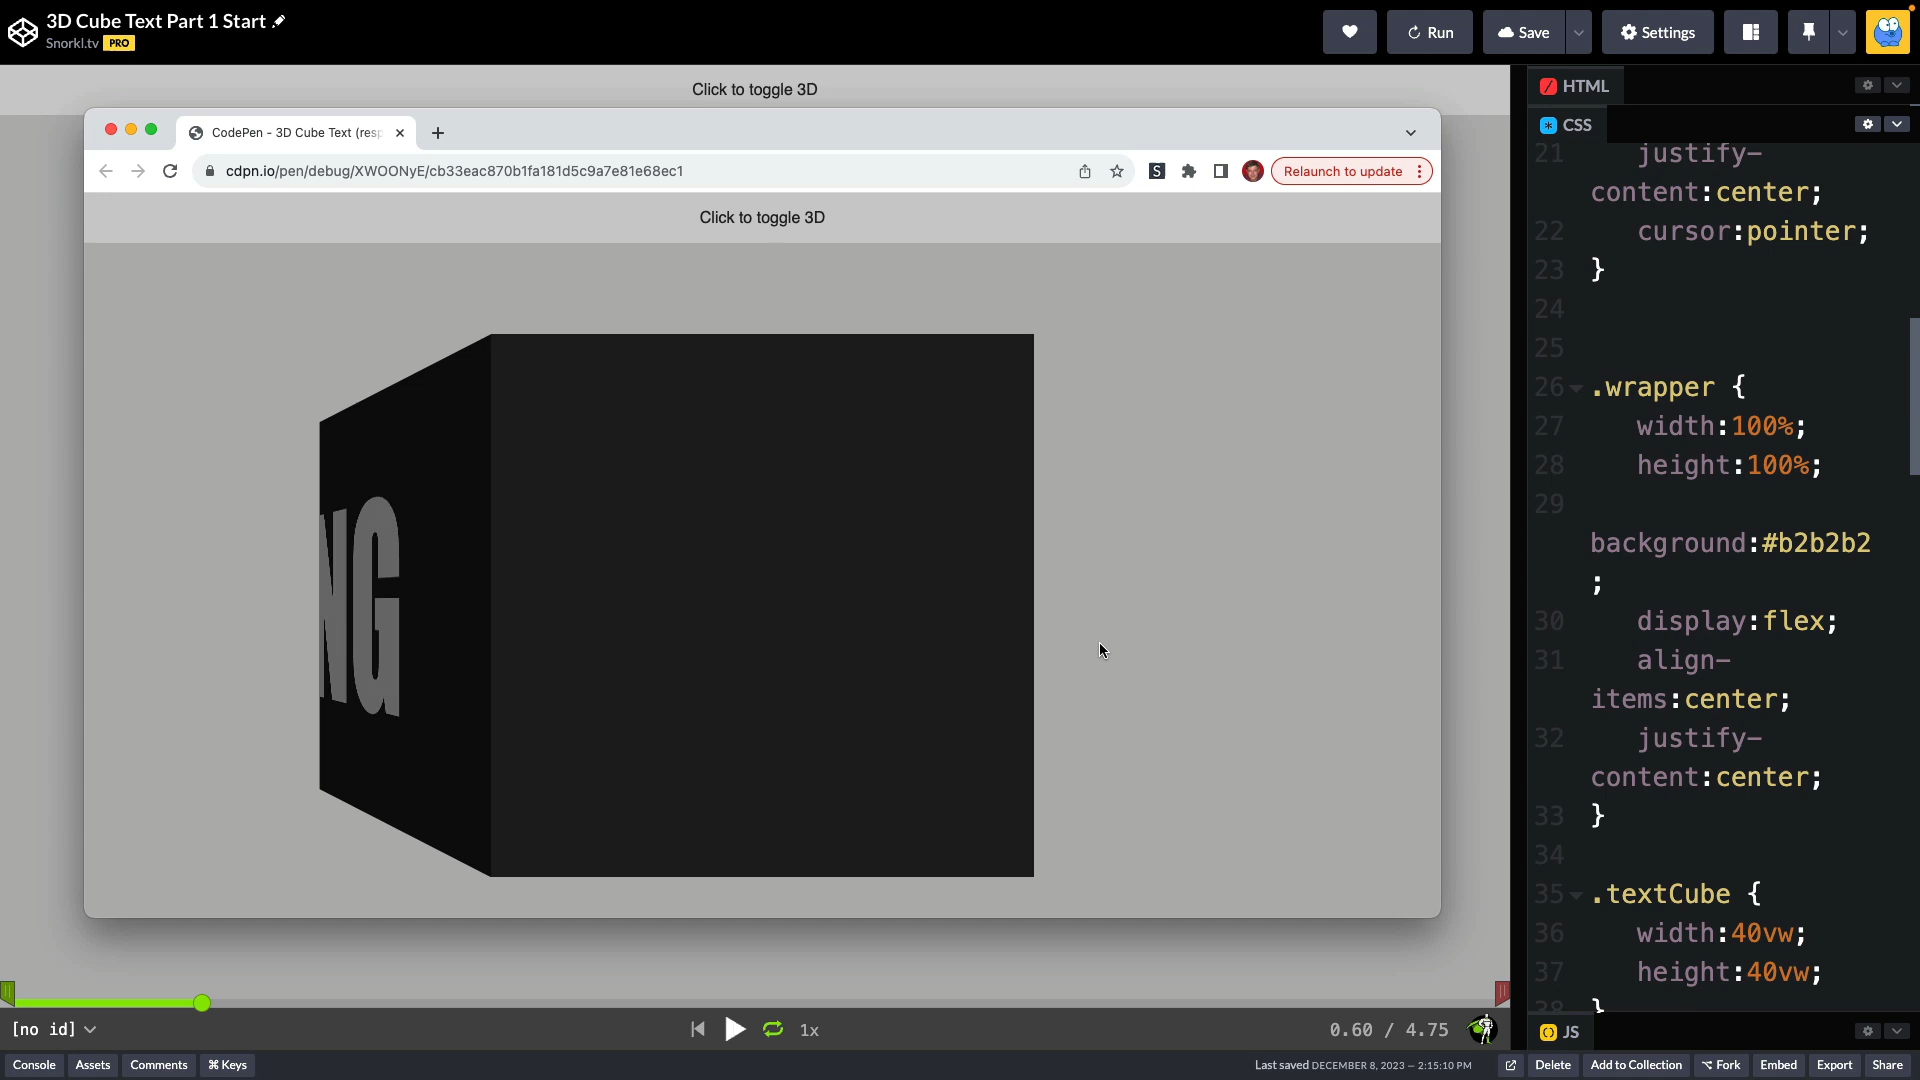 3D Cube Text Part 1 Start
Snorkl.tv PRO
Run
Save
Settings
Click to toggle 3D
CodePen - 3D Cube Text (resp
cdpn.io/pen/debug/XWOONyE/cb33eac870b1fa181d5c9a7e81e68ec1
S
Relaunch to update
Click to toggle 3D
NG
HTML
CSS
21 justify-
content:center;
22 cursor:pointer;
23 }
24
25
26 .wrapper {
27 width:100%;
28 height:100%;
29
background:#b2b2b2
;
30 display:flex;
31 align-
items:center;
32 justify-
content:center;
33 }
34
35 .textCube {
36 width:40vw;
37 height:40vw;
38 }
JS
[no id]
1x
0.60 / 4.75
Console
Assets
Comments
⌘ Keys
Last saved DECEMBER 8, 2023 — 2:15:10 PM
Delete
Add to Collection
⌥ Fork
Embed
Export
Share